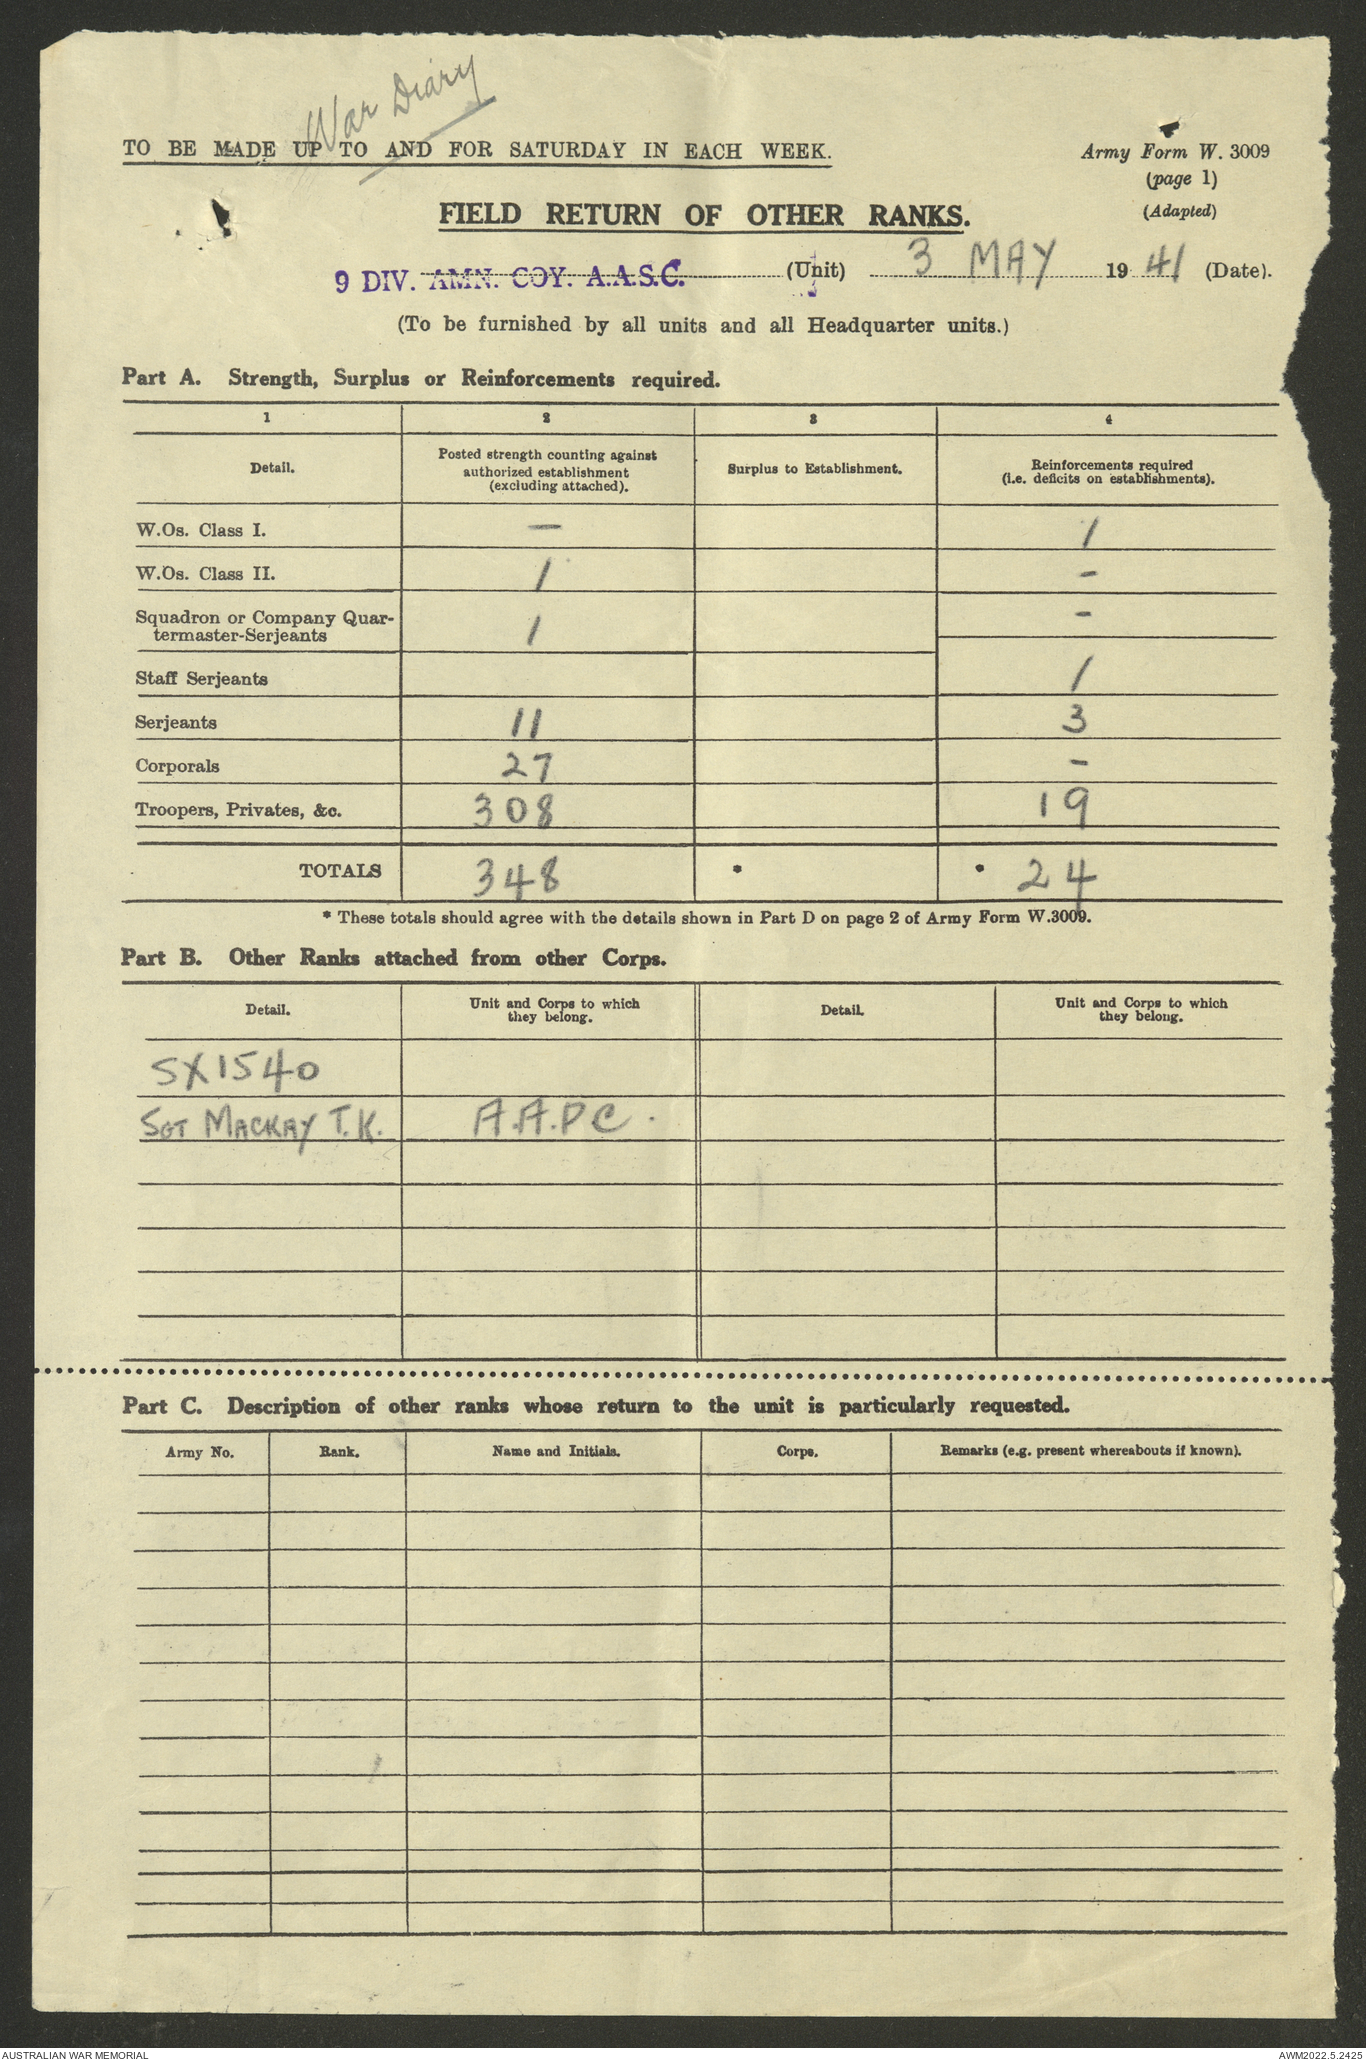 War Diary
TO BE MADE UP TO AND FOR SATURDAY IN EACH WEEK.
Army Form W. 3009
(page 1)
(Adapted)
FIELD RETURN OF OTHER RANKS.
9 DIV. AMN. COY. A.A.S.C. (Unit) 3 MAY 19 41 (Date).
(To be furnished by all units and all Headquarter units.)
Part A. Strength, Surplus or Reinforcements required.
1 2 3 4
Detail.
Posted strength counting against
authorized establishment
(excluding attached).
Surplus to Establishment.
Reinforcements required
(i.e. deficits on establishments).
W.Os. Class I. — 1
W.Os. Class II. 1 -
Squadron or Company Quar-
termaster-Serjeants 1 -
Staff Serjeants 1
Serjeants 11 3
Corporals 27 -
Troopers, Privates, &c. 308 19
TOTALS 348 * * 24
* These totals should agree with the details shown in Part D on page 2 of Army Form W.3009.
Part B. Other Ranks attached from other Corps.
Detail.
Unit and Corps to which
they belong.
Detail.
Unit and Corps to which
they belong.
SX1540
SGT MACKAY T.K. A.A.P.C.
Part C. Description of other ranks whose return to the unit is particularly requested.
Army No. Rank. Name and Initials. Corps. Remarks (e.g. present whereabouts if known).
AUSTRALIAN WAR MEMORIAL
AWM2022.5.2425